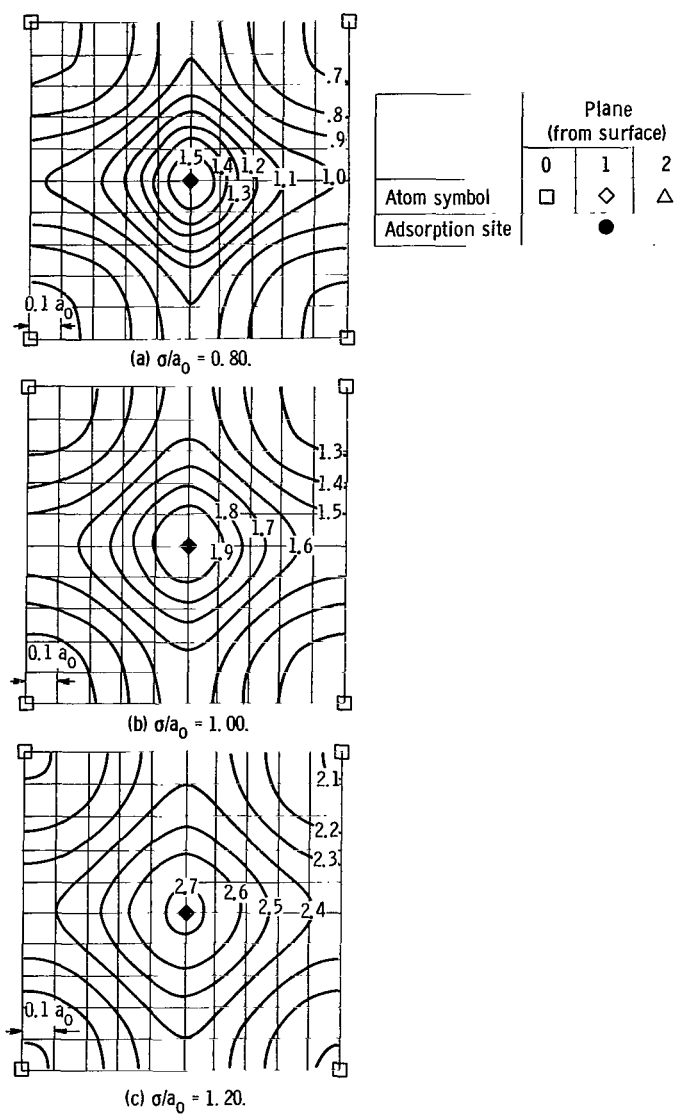 .7
.8
.9
1.5 1.4 1.2 1.1 1.0
1.3
0.1 a₀
(a) σ/a₀ = 0.80.
Plane
(from surface)
0 1 2
Atom symbol □ ◇ △
Adsorption site ●
1.3
1.4
1.5
1.8 1.7 1.6
1.9
0.1 a₀
(b) σ/a₀ = 1.00.
2.1
2.2
2.3
2.7 2.6 2.5 2.4
0.1 a₀
(c) σ/a₀ = 1.20.